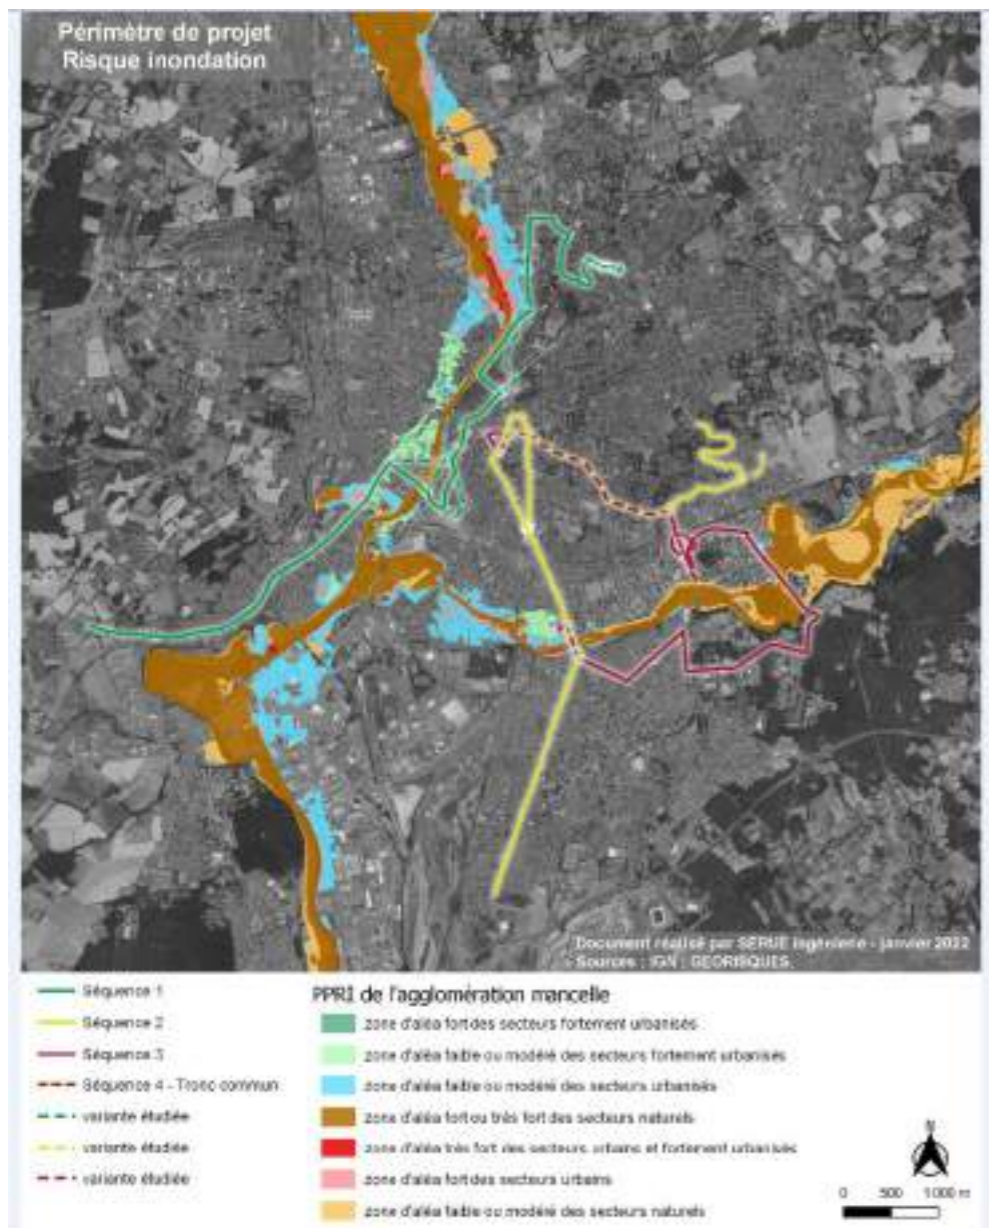 Périmètre de projet
Risque inondation
Document réalisé par SERUE Ingénierie - janvier 2022
- Sources : IGN ; GEORISQUES.
Séquence 1
Séquence 2
Séquence 3
Séquence 4 - Tronc commun
variante étudiée
variante étudiée
variante étudiée
PPRI de l'agglomération mancelle
zone d'aléa fort des secteurs fortement urbanisés
zone d'aléa faible ou modéré des secteurs fortement urbanisés
zone d'aléa faible ou modéré des secteurs urbanisés
zone d'aléa fort ou très fort des secteurs naturels
zone d'aléa très fort des secteurs urbains et fortement urbanisés
zone d'aléa fort des secteurs urbains
zone d'aléa faible ou modéré des secteurs naturels
N
0 500 1000 m